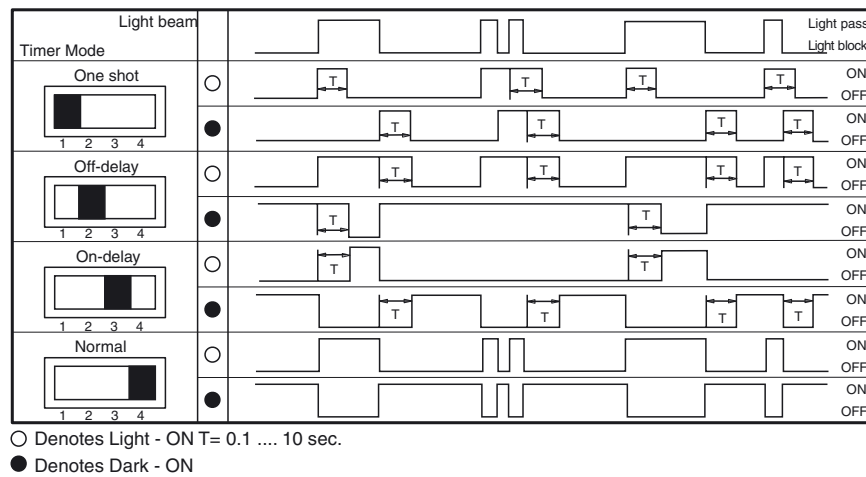 Light beam
Timer Mode
Light pass
Light block
One shot
1 2 3 4
T T T T
ON
OFF
T T T T
ON
OFF
Off-delay
1 2 3 4
T T T T
ON
OFF
T T
ON
OFF
On-delay
1 2 3 4
T T
ON
OFF
T T T T
ON
OFF
Normal
1 2 3 4
ON
OFF
ON
OFF
Denotes Light - ON T= 0.1 .... 10 sec.
Denotes Dark - ON